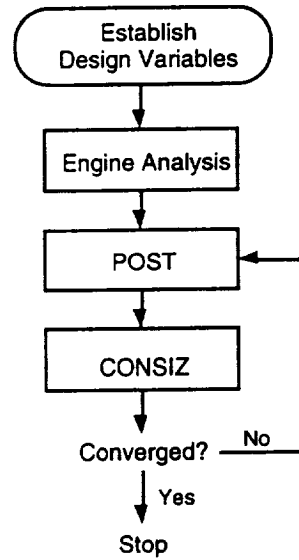 Establish
Design Variables
Engine Analysis
POST
CONSIZ
Converged?
No
Yes
Stop